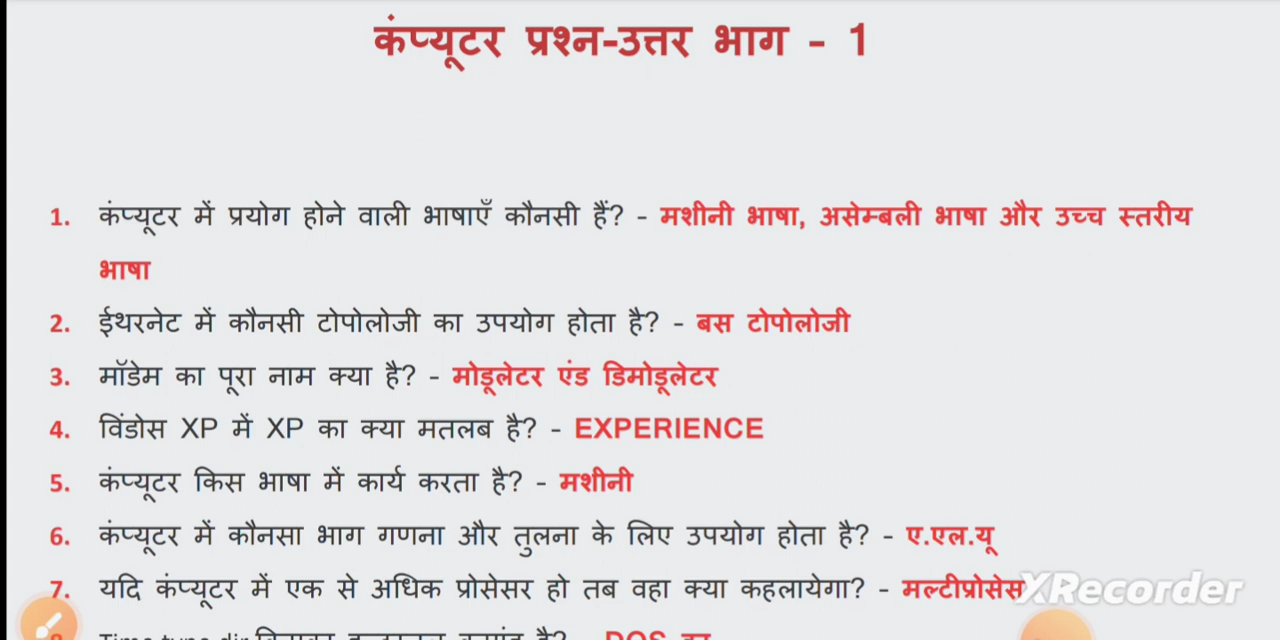 कंप्यूटर प्रश्न-उत्तर भाग - 1
1. कंप्यूटर में प्रयोग होने वाली भाषाएँ कौनसी हैं? - मशीनी भाषा, असेम्बली भाषा और उच्च स्तरीय
भाषा
2. ईथरनेट में कौनसी टोपोलोजी का उपयोग होता है? - बस टोपोलोजी
3. मॉडेम का पूरा नाम क्या है? - मोडूलेटर एंड डिमोडूलेटर
4. विंडोस XP में XP का क्या मतलब है? - EXPERIENCE
5. कंप्यूटर किस भाषा में कार्य करता है? - मशीनी
6. कंप्यूटर में कौनसा भाग गणना और तुलना के लिए उपयोग होता है? - ए.एल.यू
7. यदि कंप्यूटर में एक से अधिक प्रोसेसर हो तब वहा क्या कहलायेगा? - मल्टीप्रोसेस
XRecorder